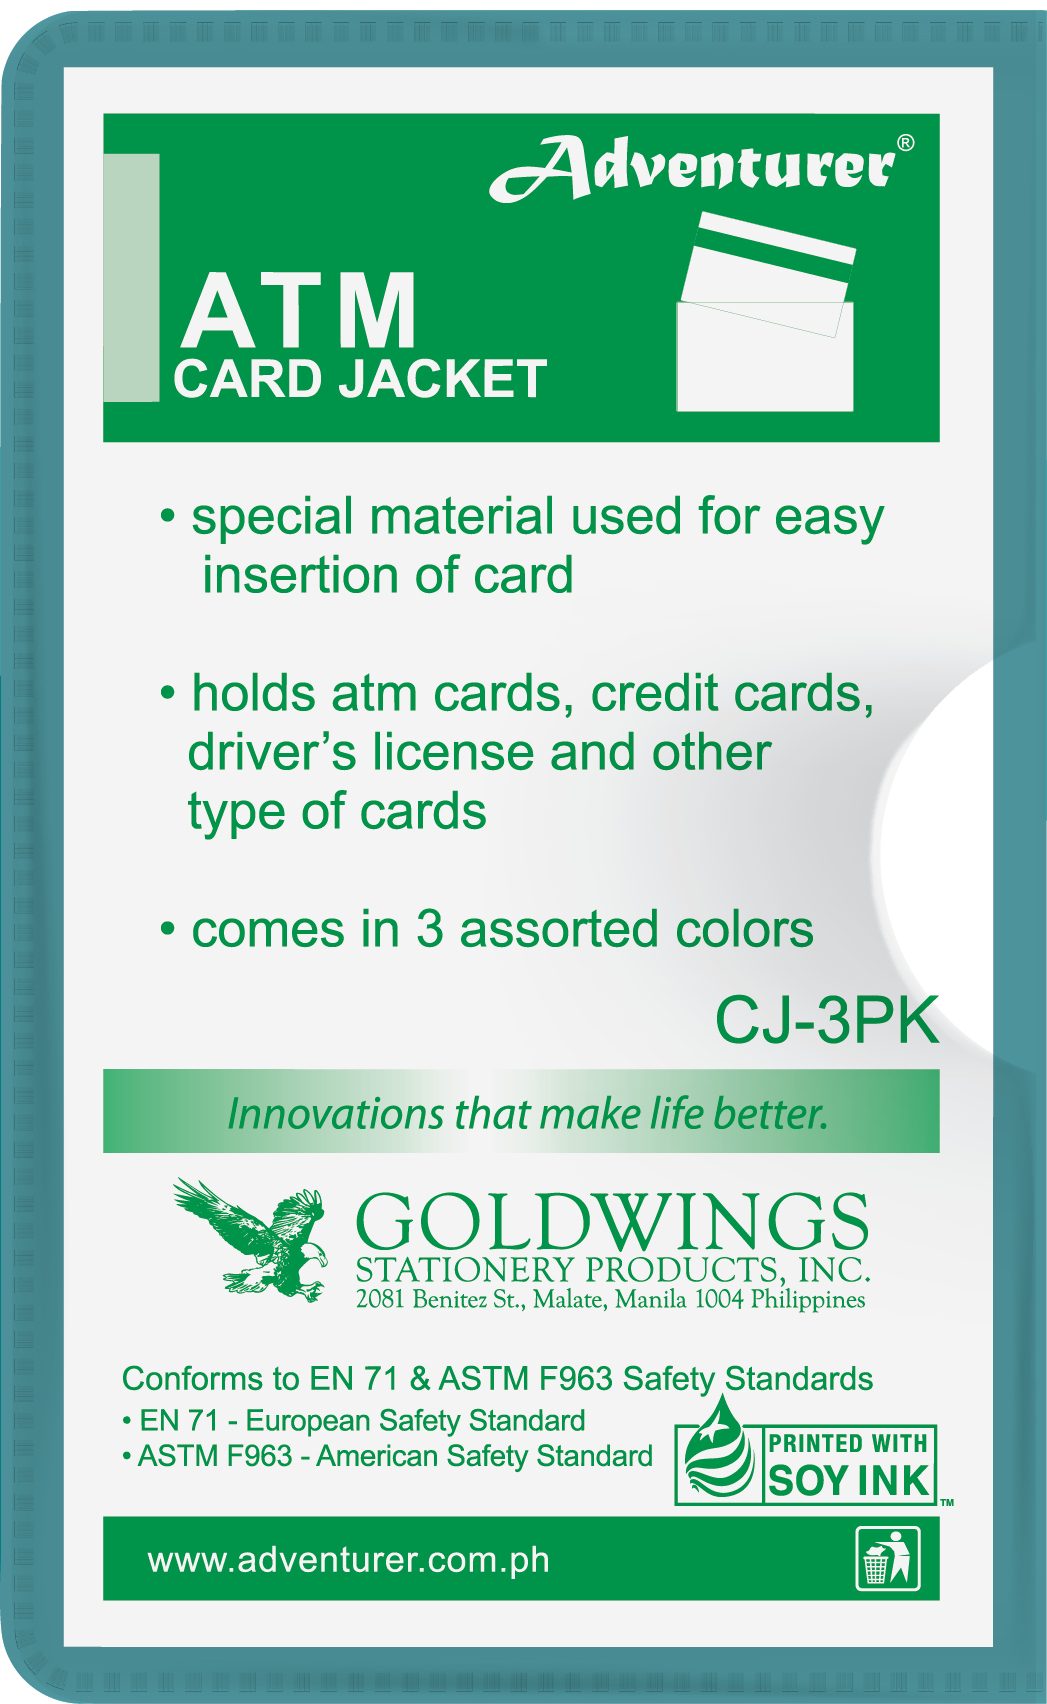 Adventurer®
ATM
CARD JACKET
• special material used for easy
insertion of card
• holds atm cards, credit cards,
driver’s license and other
type of cards
• comes in 3 assorted colors
CJ-3PK
Innovations that make life better.
GOLDWINGS
STATIONERY PRODUCTS, INC.
2081 Benitez St., Malate, Manila 1004 Philippines
Conforms to EN 71 & ASTM F963 Safety Standards
• EN 71 - European Safety Standard
• ASTM F963 - American Safety Standard
PRINTED WITH
SOY INK™
www.adventurer.com.ph